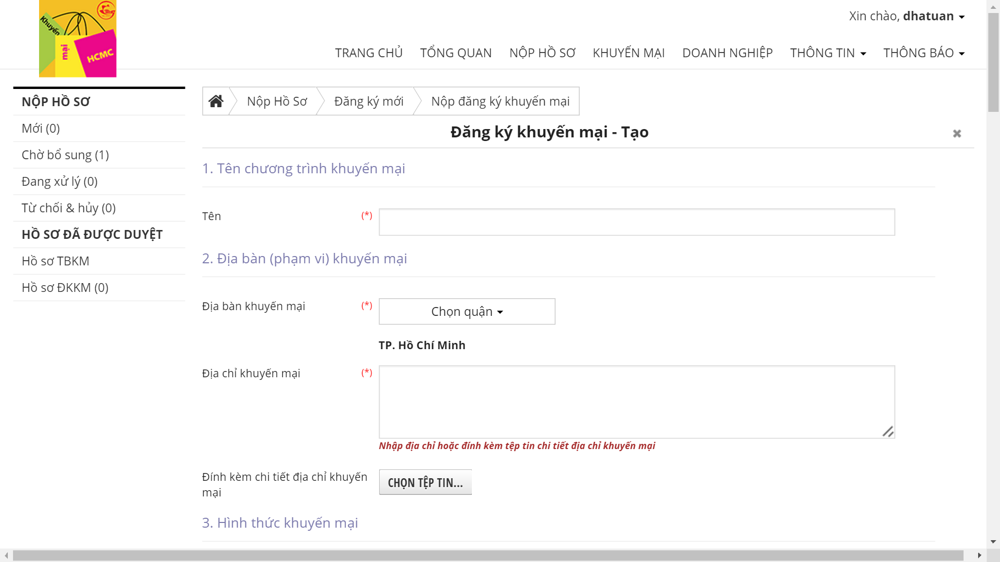 Khuyến
mại
HCMC
Xin chào, dhatuan
TRANG CHỦ TỔNG QUAN NỘP HỒ SƠ KHUYẾN MẠI DOANH NGHIỆP THÔNG TIN THÔNG BÁO
NỘP HỒ SƠ
Mới (0)
Chờ bổ sung (1)
Đang xử lý (0)
Từ chối & hủy (0)
HỒ SƠ ĐÃ ĐƯỢC DUYỆT
Hồ sơ TBKM
Hồ sơ ĐKKM (0)
Nộp Hồ Sơ Đăng ký mới Nộp đăng ký khuyến mại
Đăng ký khuyến mại - Tạo
1. Tên chương trình khuyến mại
Tên (*)
2. Địa bàn (phạm vi) khuyến mại
Địa bàn khuyến mại (*) Chọn quận
TP. Hồ Chí Minh
Địa chỉ khuyến mại (*)
Nhập địa chỉ hoặc đính kèm tệp tin chi tiết địa chỉ khuyến mại
Đính kèm chi tiết địa chỉ khuyến
mại
CHỌN TỆP TIN...
3. Hình thức khuyến mại